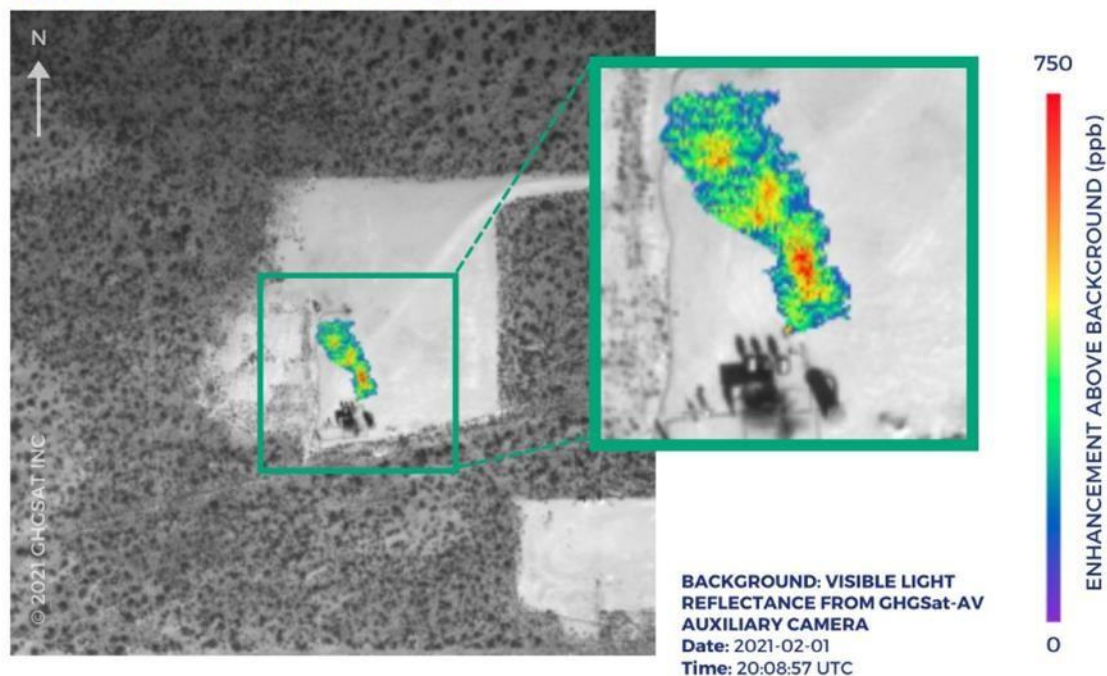 N
© 2021 GHGSAT INC
750
ENHANCEMENT ABOVE BACKGROUND (ppb)
0
BACKGROUND: VISIBLE LIGHT
REFLECTANCE FROM GHGSat-AV
AUXILIARY CAMERA
Date: 2021-02-01
Time: 20:08:57 UTC